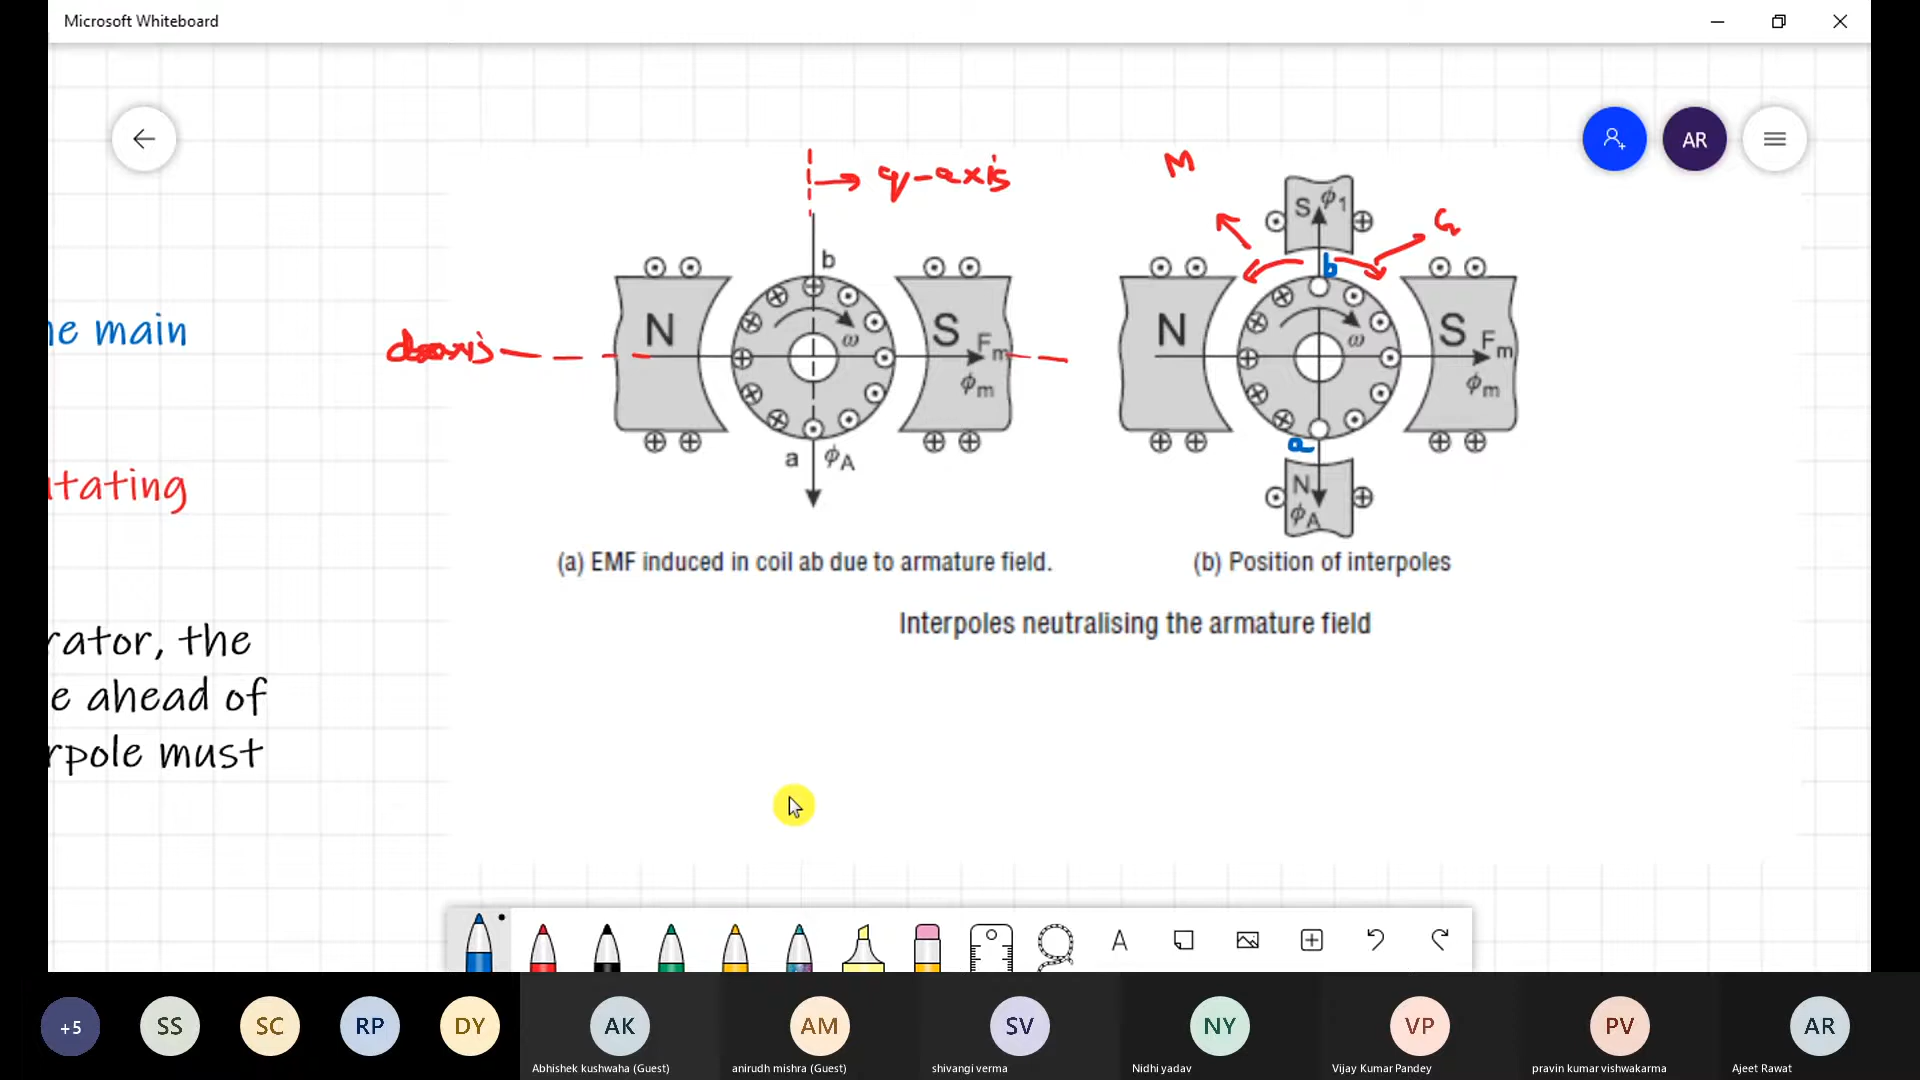 Microsoft Whiteboard
AR
q-axis
M
G
S ϕ1
b
b
N
ω
S
Fm
ϕm
N
ω
S
Fm
ϕm
a
ϕA
a
N
ϕA
(a) EMF induced in coil ab due to armature field.
(b) Position of interpoles
Interpoles neutralising the armature field
he main
tating
rator, the
e ahead of
rpole must
+5
SS
SC
RP
DY
AK
AM
SV
NY
VP
PV
AR
Abhishek kushwaha (Guest)
anirudh mishra (Guest)
shivangi verma
Nidhi yadav
Vijay Kumar Pandey
pravin kumar vishwakarma
Ajeet Rawat